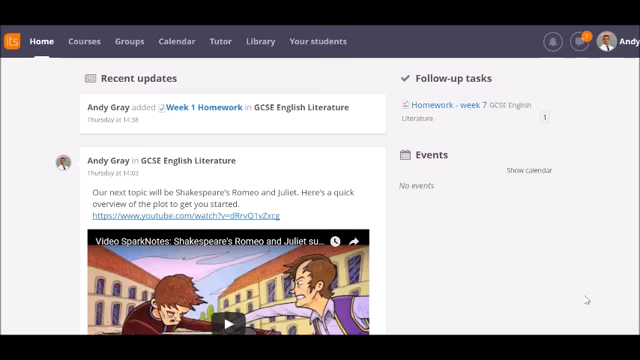 its Home Courses Groups Calendar Tutor Library Your students 7 Andy
Recent updates
Andy Gray added Week 1 Homework in GCSE English Literature
Thursday at 14:38
Andy Gray in GCSE English Literature
Thursday at 14:03
Our next topic will be Shakespeare's Romeo and Juliet. Here's a quick
overview of the plot to get you started.
https://www.youtube.com/watch?v=dRrvQ1vZxcg
Video SparkNotes: Shakespeare's Romeo and Juliet su...
Follow-up tasks
Homework - week 7 GCSE English
Literature 1
Events
Show calendar
No events